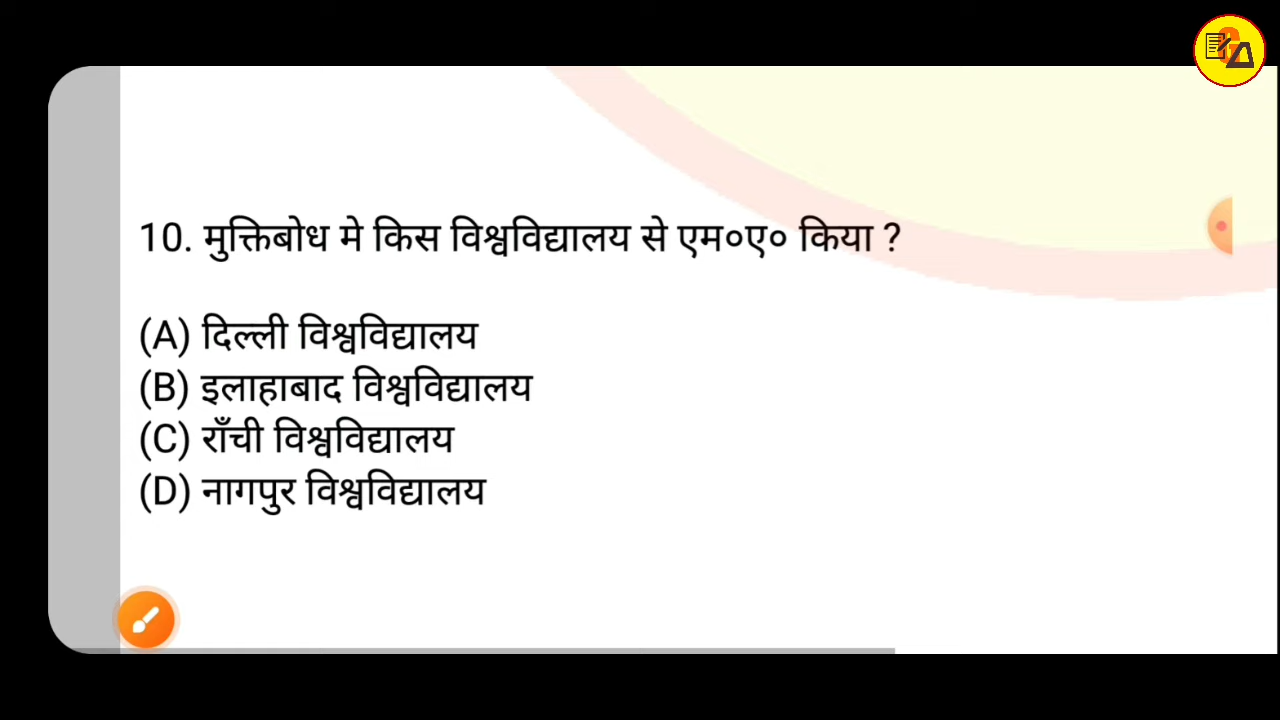 10. मुक्तिबोध मे किस विश्वविद्यालय से एम०ए० किया ?
(A) दिल्ली विश्वविद्यालय
(B) इलाहाबाद विश्वविद्यालय
(C) राँची विश्वविद्यालय
(D) नागपुर विश्वविद्यालय